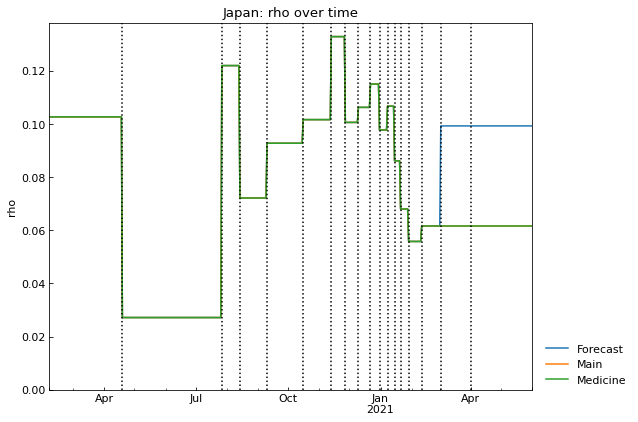 Japan: rho over time
rho
0.12
0.10
0.08
0.06
0.04
0.02
0.00
Apr
Jul
Oct
Jan
2021
Apr
Forecast
Main
Medicine